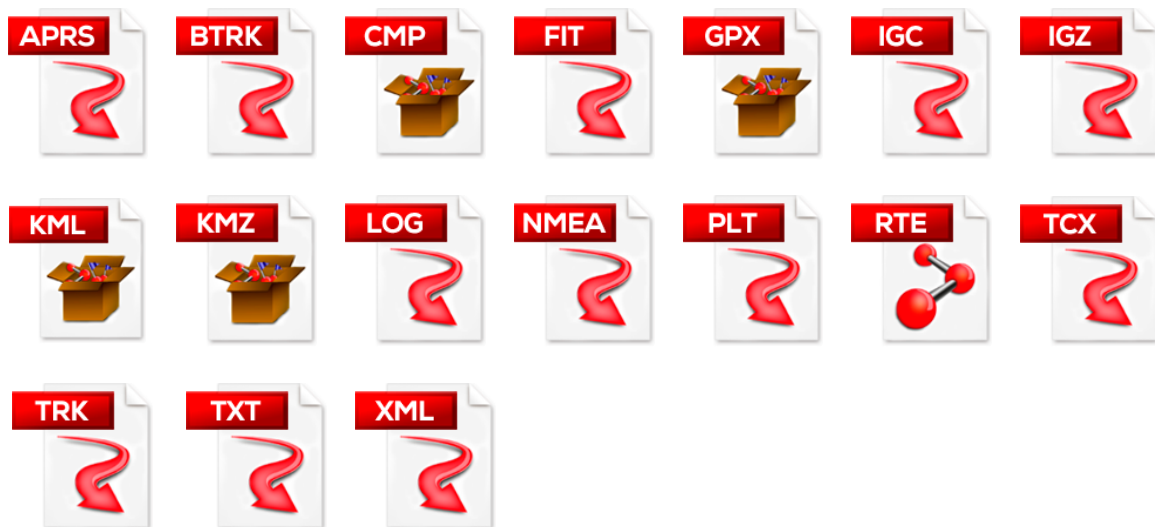 APRS BTRK CMP FIT GPX IGC IGZ
KML KMZ LOG NMEA PLT RTE TCX
TRK TXT XML